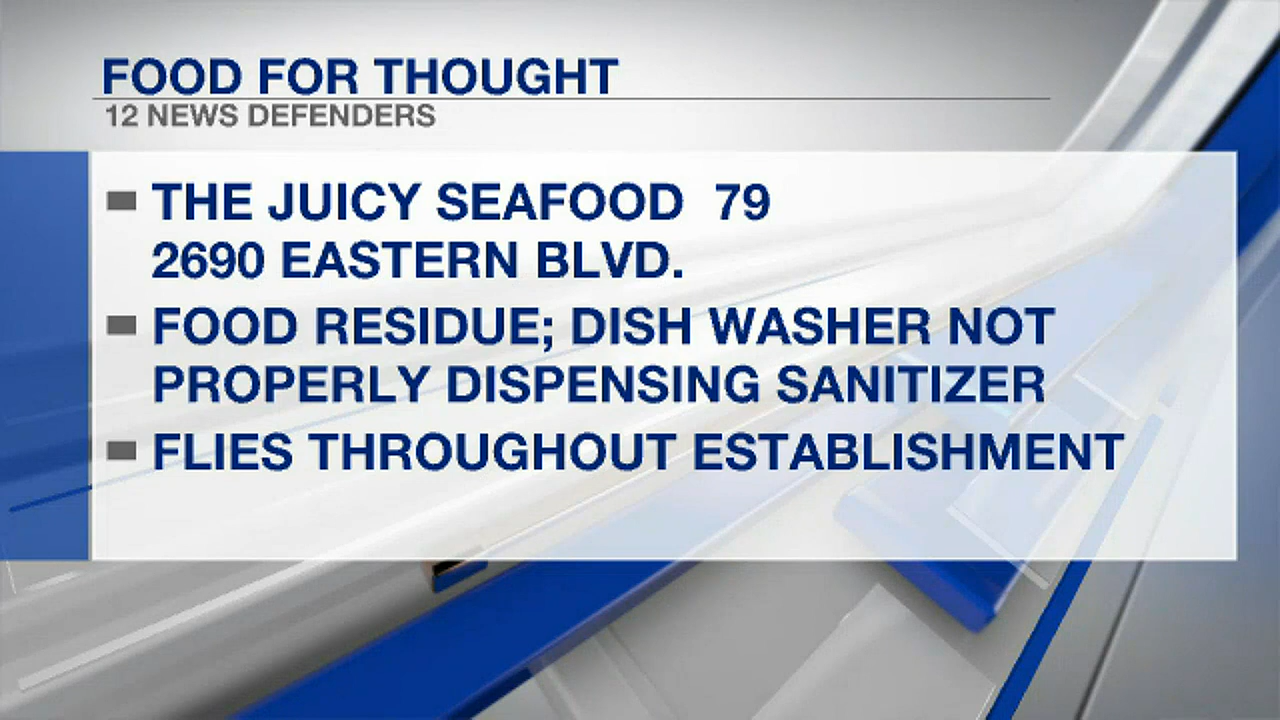 FOOD FOR THOUGHT
12 NEWS DEFENDERS
THE JUICY SEAFOOD 79
2690 EASTERN BLVD.
FOOD RESIDUE; DISH WASHER NOT
PROPERLY DISPENSING SANITIZER
FLIES THROUGHOUT ESTABLISHMENT